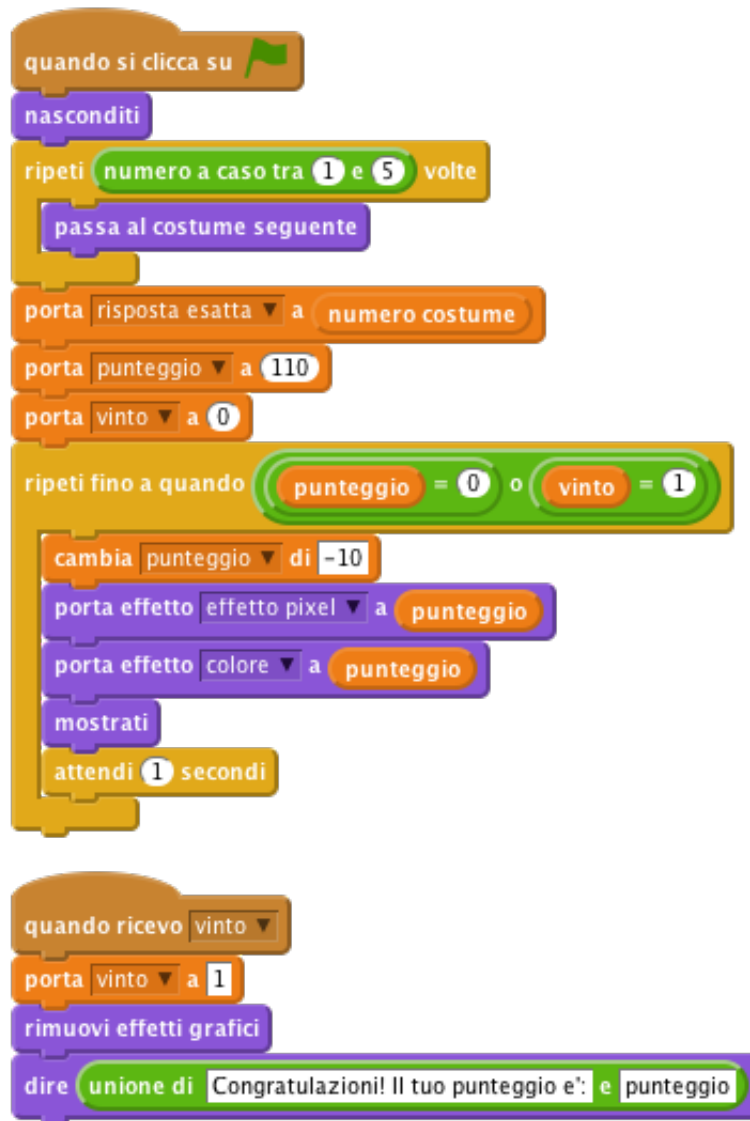 quando si clicca su
nasconditi
ripeti numero a caso tra 1 e 5 volte
passa al costume seguente
porta risposta esatta a numero costume
porta punteggio a 110
porta vinto a 0
ripeti fino a quando punteggio = 0 o vinto = 1
cambia punteggio di -10
porta effetto effetto pixel a punteggio
porta effetto colore a punteggio
mostrati
attendi 1 secondi
quando ricevo vinto
porta vinto a 1
rimuovi effetti grafici
dire unione di Congratulazioni! Il tuo punteggio e': e punteggio